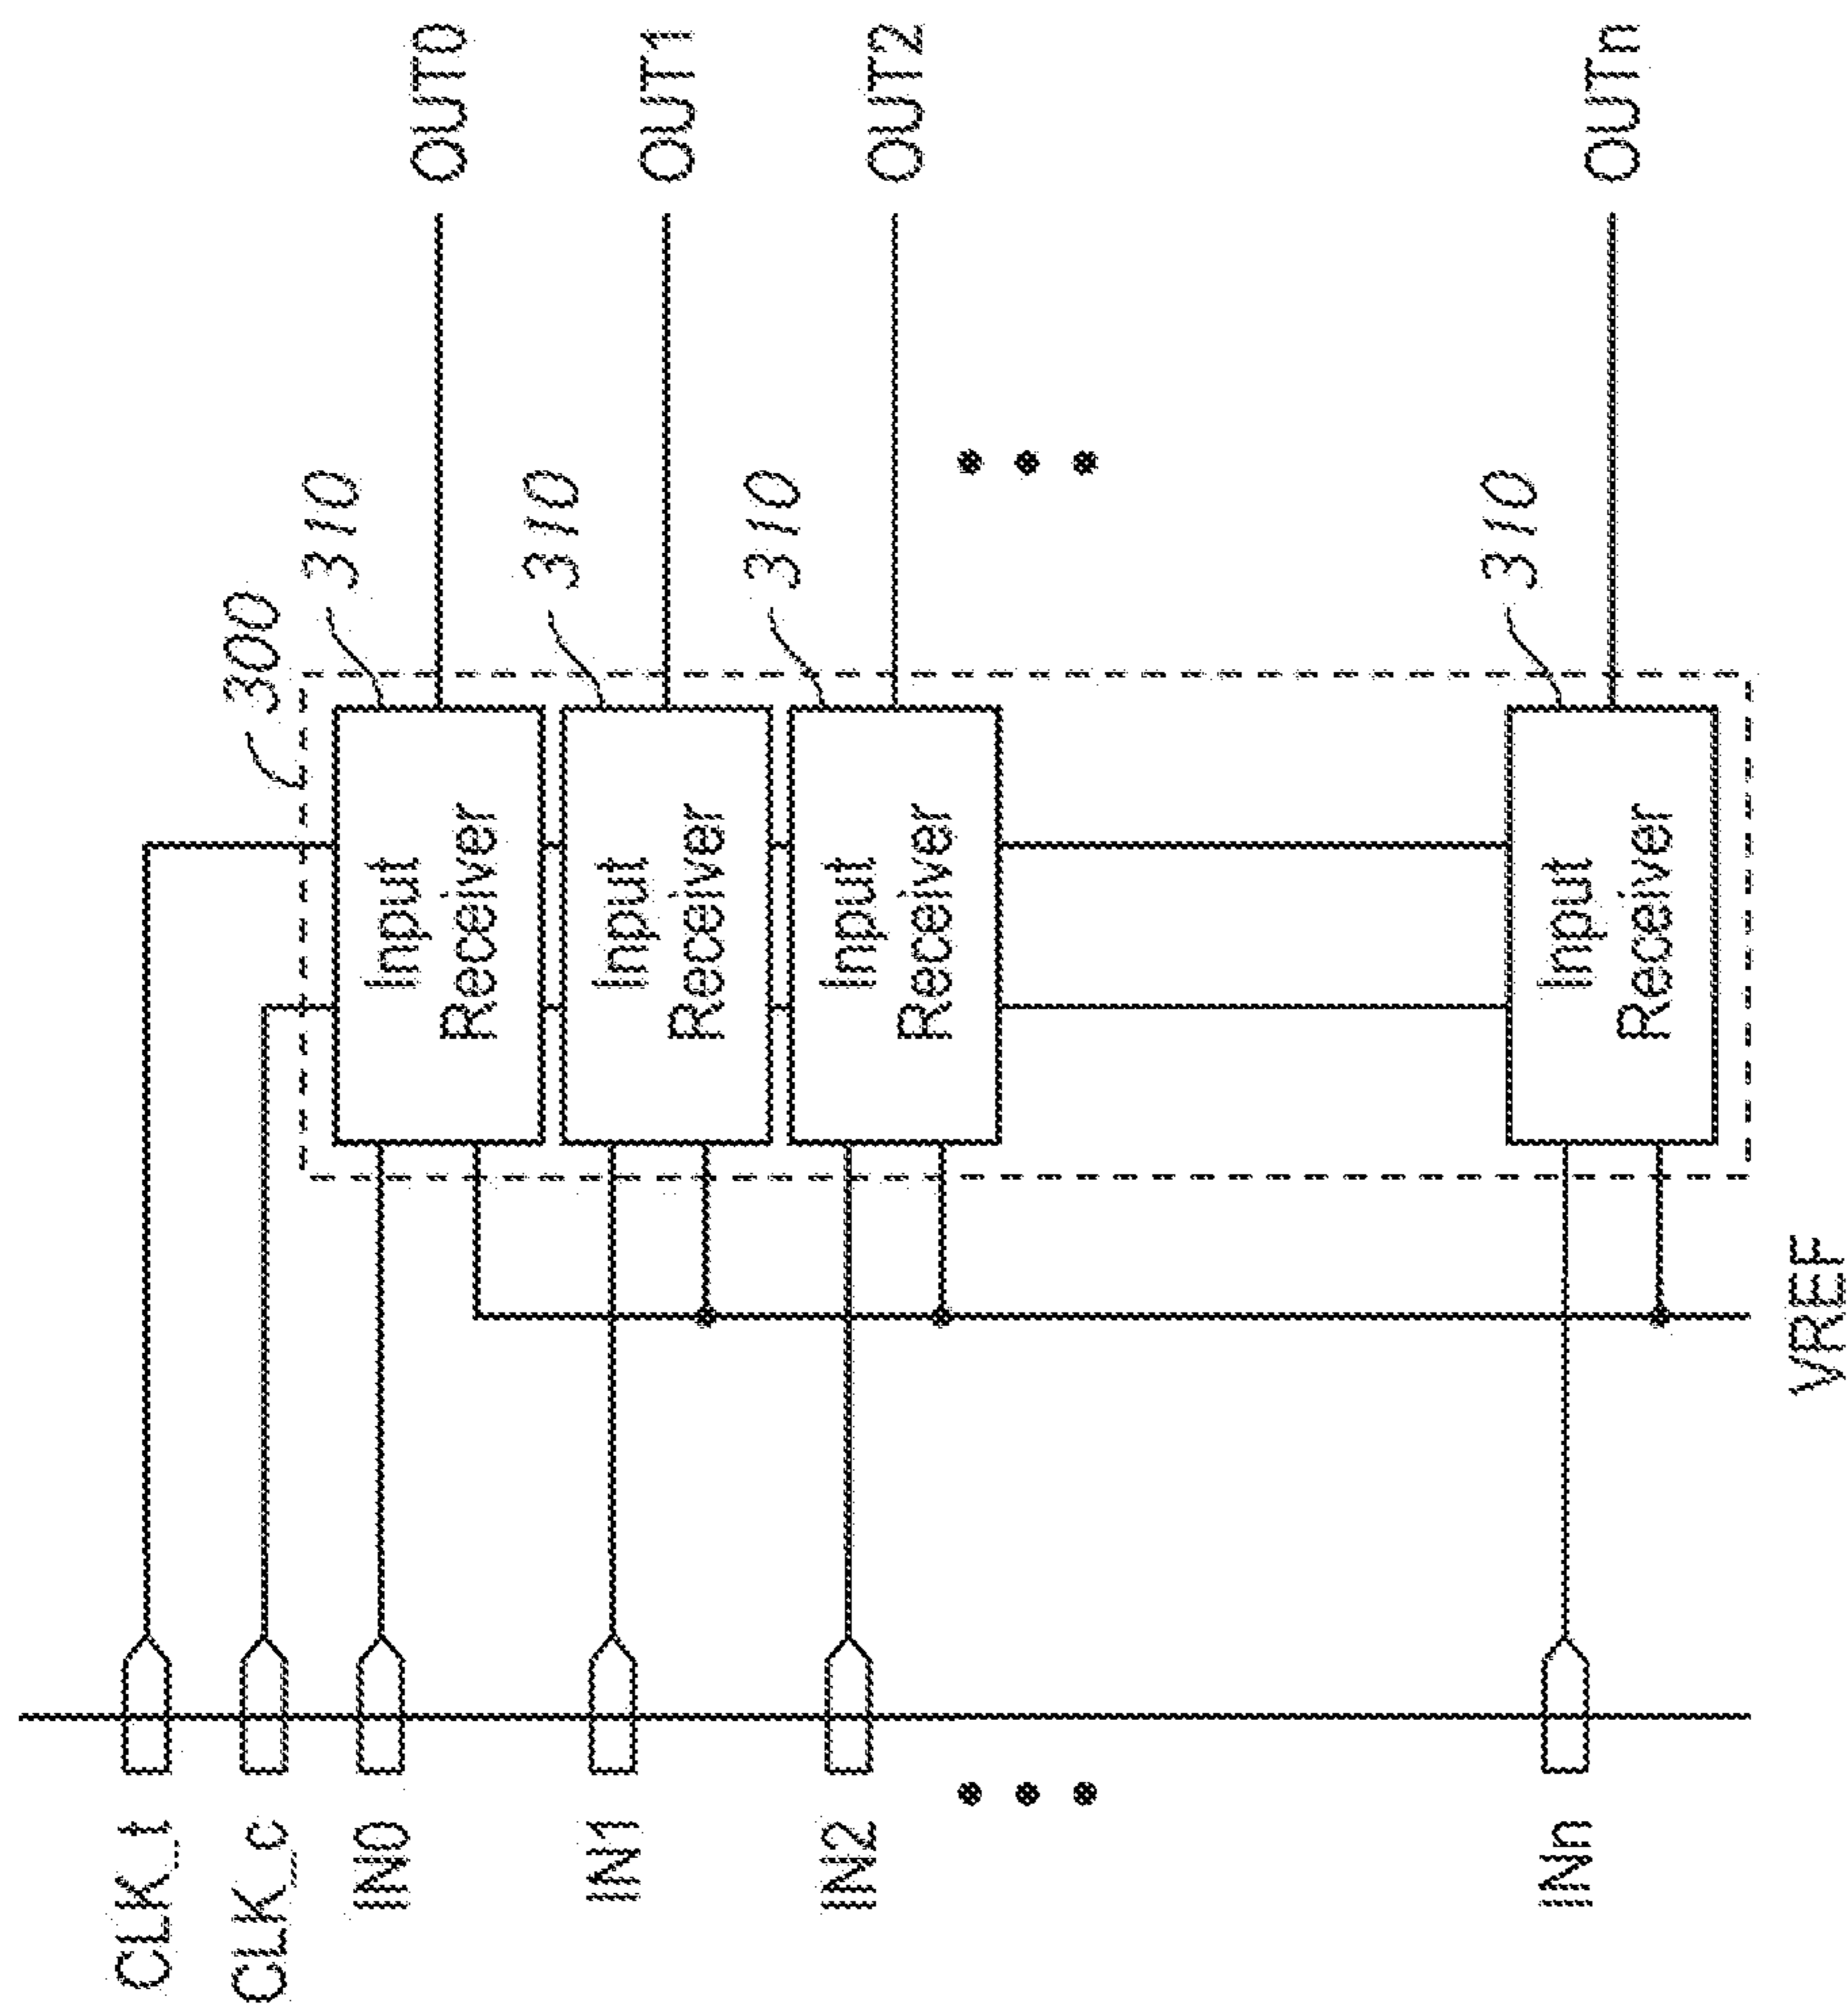 CLK_t
CLK_c
IN0
IN1
IN2
INn
VREF
300
310
310
310
310
Input
Receiver
Input
Receiver
Input
Receiver
Input
Receiver
OUT0
OUT1
OUT2
OUTn